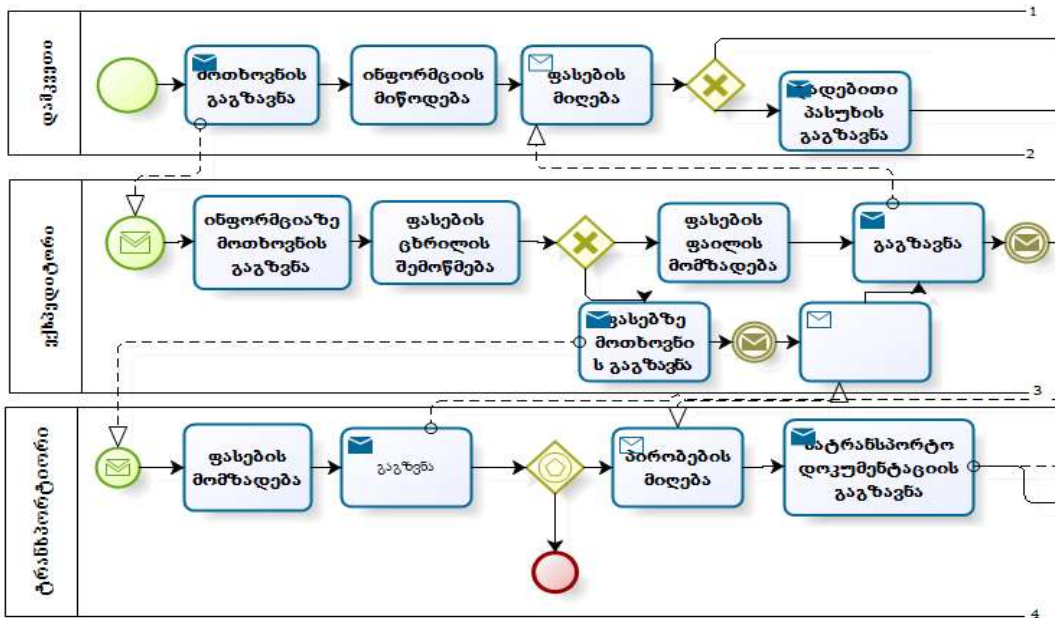 1
დამკვეთი
მოთხოვნის
გაგზავნა
ინფორმციის
მიწოდება
ფასების
მიღება
დადებითი
პასუხის
გაგზავნა
2
ექსპედიტორი
ინფორმციაზე
მოთხოვნის
გაგზვნა
ფასების
ცხრილის
შემოწმება
ფასების
ფაილის
მომზადება
გაგზავნა
ფასებზე
მოთხოვნი
ს გაგზავნა
3
ტრანსპორტიორი
ფასების
მომზადება
გაგზვნა
პირობების
მიღება
სატრანსპორტო
დოკუმენტაციის
გაგზავნა
4